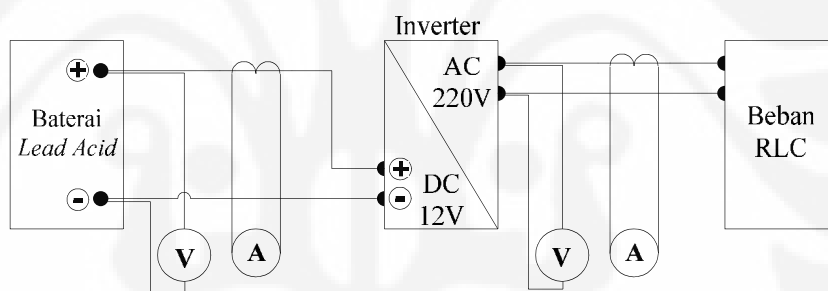 Inverter
+
Baterai
Lead Acid
-
V
A
AC
220V
+
-
DC
12V
V
A
Beban
RLC